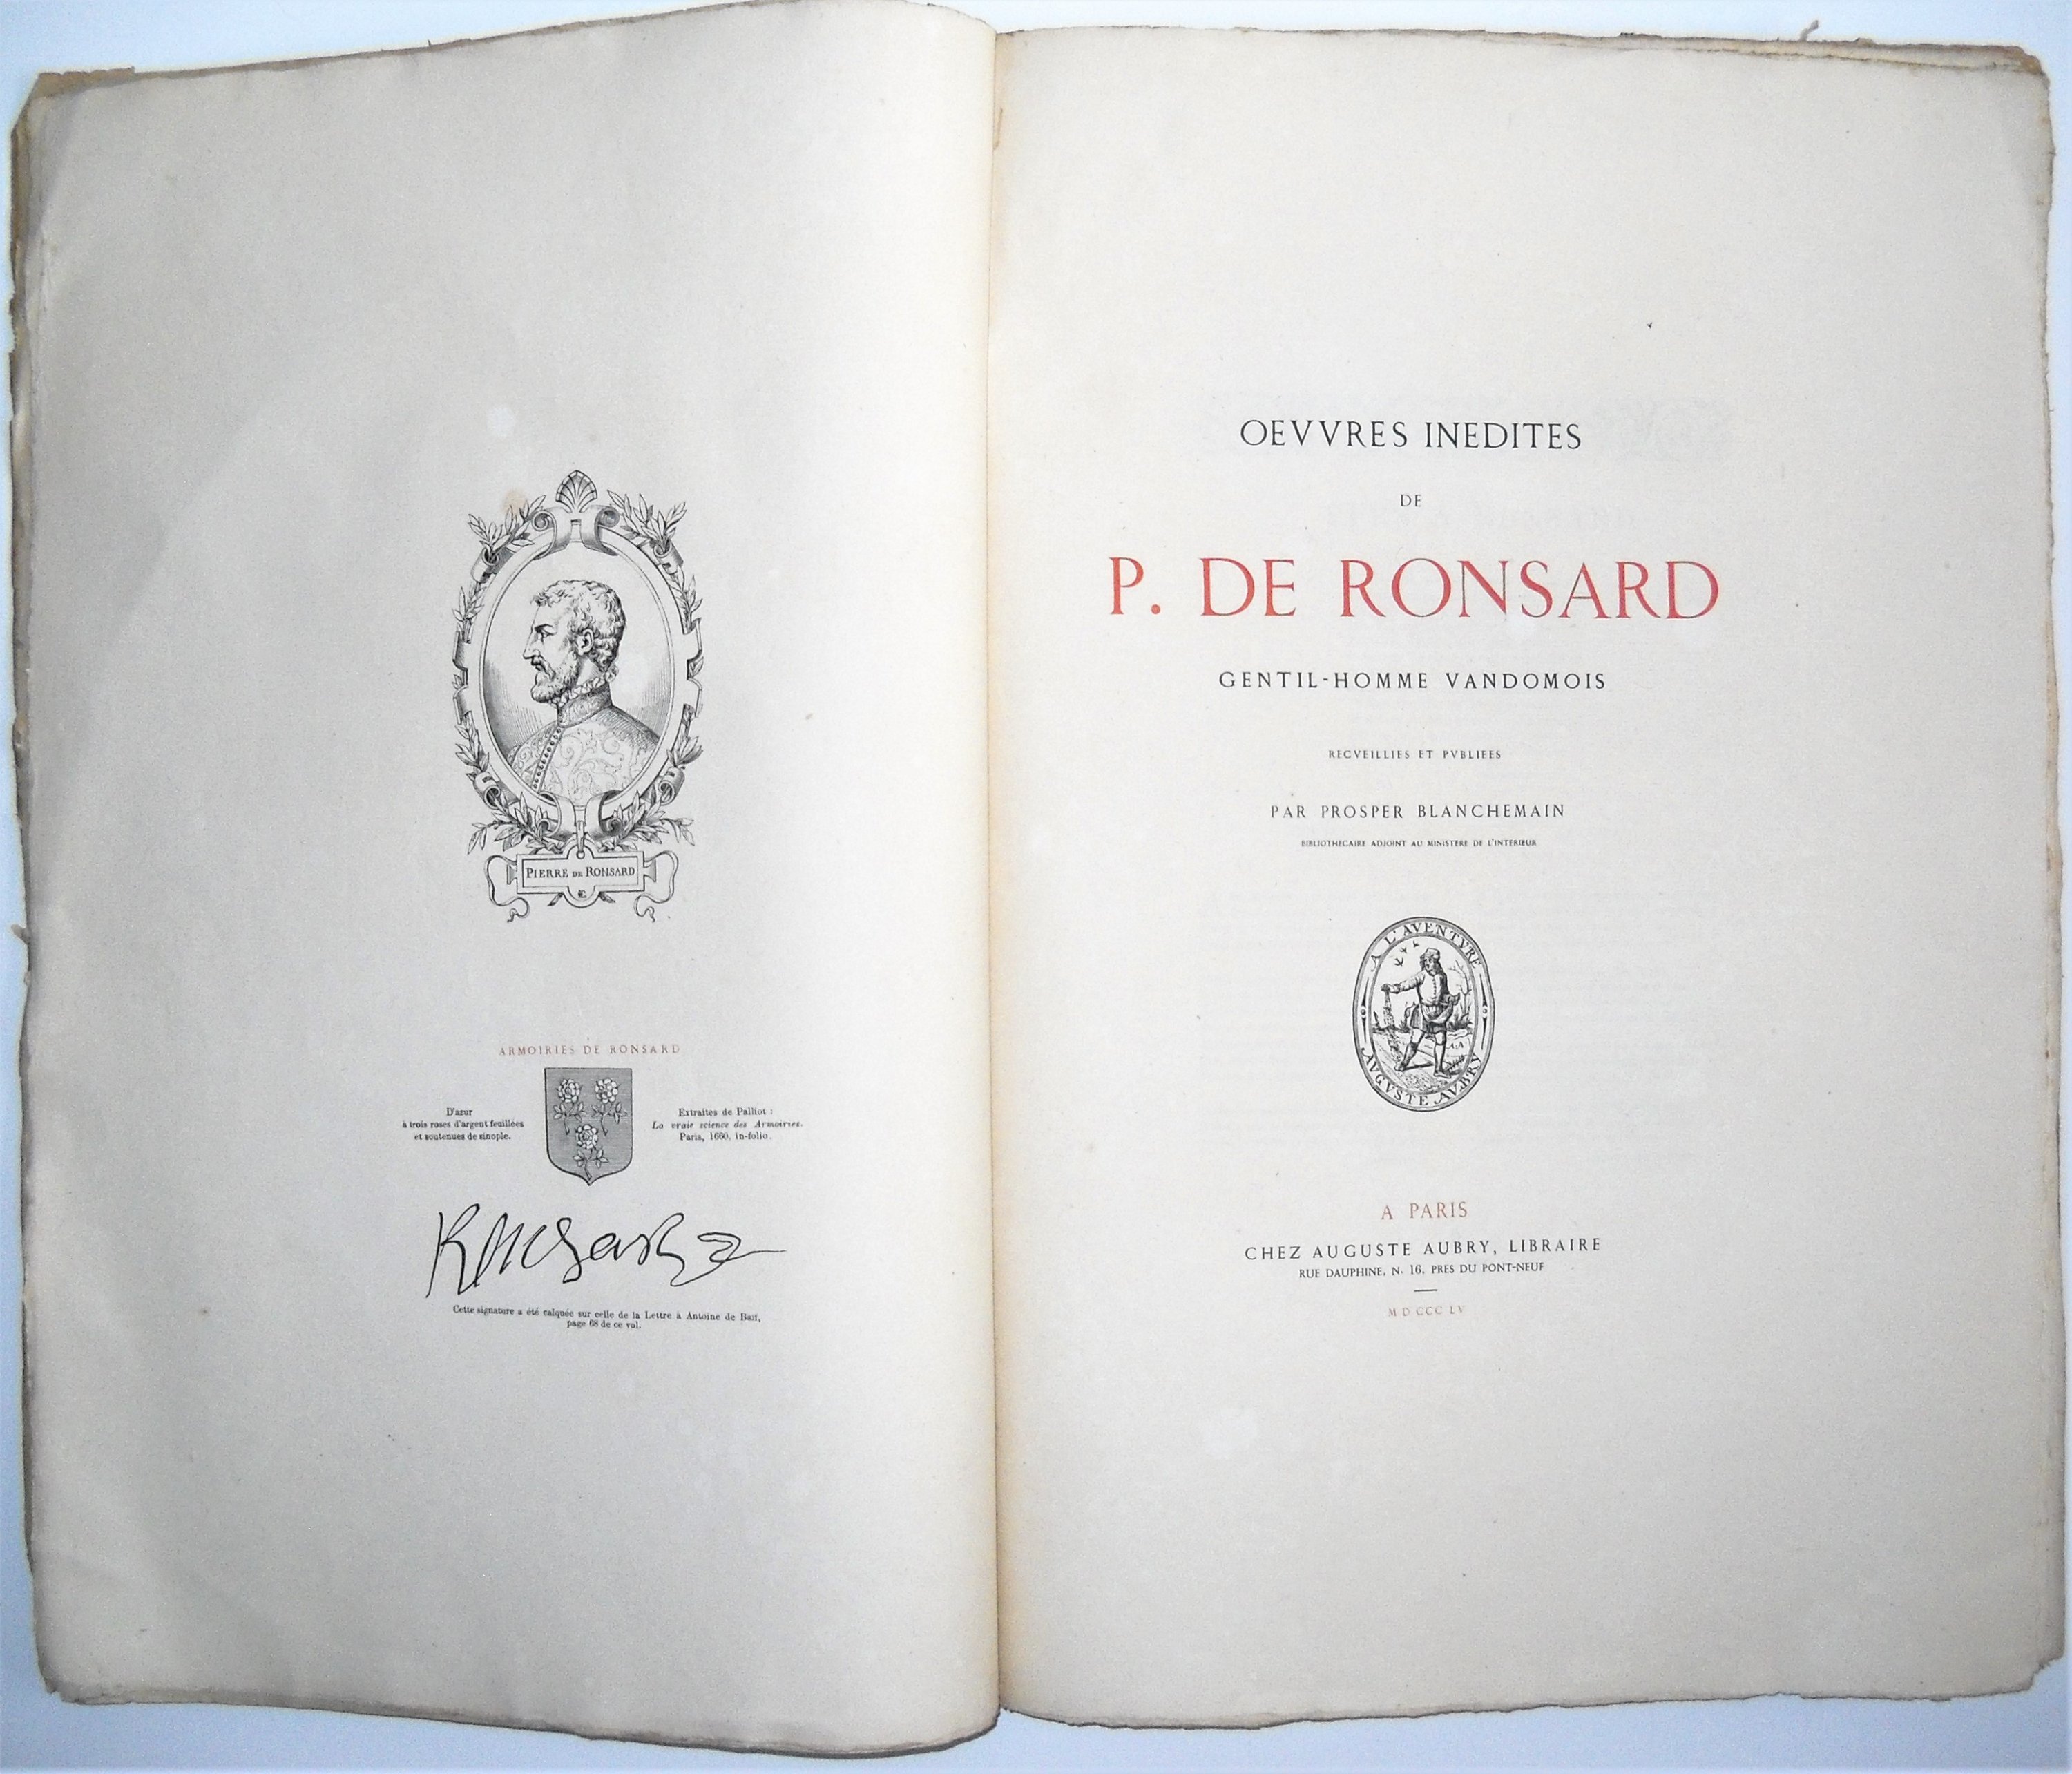 PIERRE DE RONSARD
ARMOIRIES DE RONSARD
D'azur
à trois roses d'argent feuillées
et soutenues de sinople.
Extraites de Palliot :
La vraie science des Armoiries.
Paris, 1660, in-folio.
Ronsard
Cette signature a été calquée sur celle de la Lettre à Antoine de Baïf,
page 68 de ce vol.
OEVVRES INEDITES
DE
P. DE RONSARD
GENTIL-HOMME VANDOMOIS
RECVEILLIES ET PVBLIEES
PAR PROSPER BLANCHEMAIN
BIBLIOTHECAIRE ADJOINT AU MINISTERE DE L'INTERIEUR
A L'AVENTVRE
AA
AVGVSTE AVBRY
A PARIS
CHEZ AUGUSTE AUBRY, LIBRAIRE
RUE DAUPHINE, N. 16, PRES DU PONT-NEUF
M D CCC LV